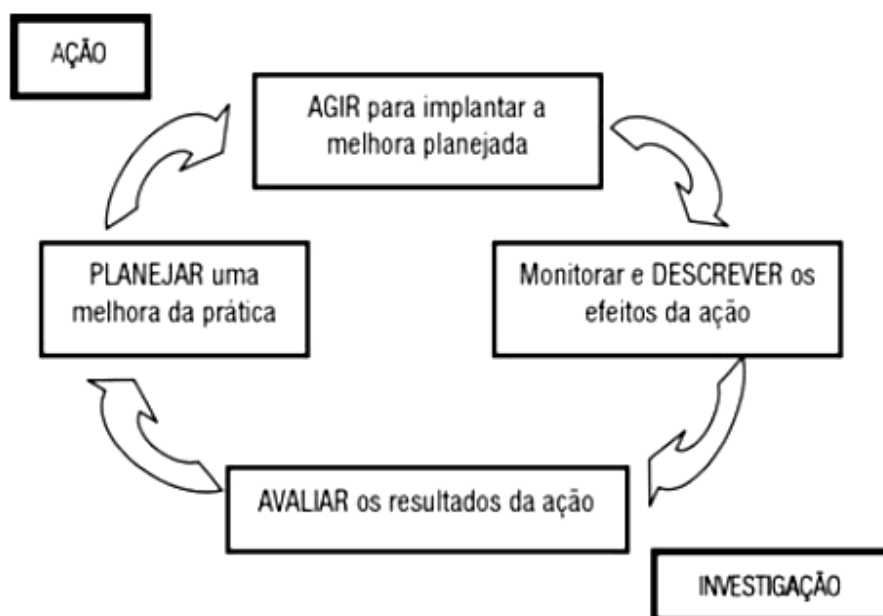 AÇÃO
AGIR para implantar a
melhora planejada
PLANEJAR uma
melhora da prática
Monitorar e DESCREVER os
efeitos da ação
AVALIAR os resultados da ação
INVESTIGAÇÃO